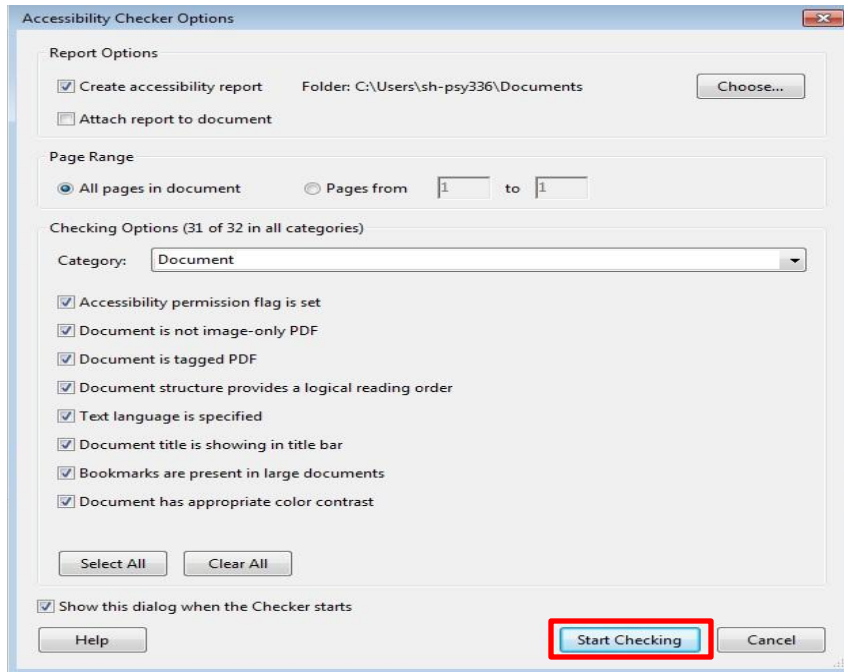 Accessibility Checker Options
Report Options
Create accessibility report Folder: C:\Users\sh-psy336\Documents Choose...
Attach report to document
Page Range
All pages in document Pages from 1 to 1
Checking Options (31 of 32 in all categories)
Category: Document
Accessibility permission flag is set
Document is not image-only PDF
Document is tagged PDF
Document structure provides a logical reading order
Text language is specified
Document title is showing in title bar
Bookmarks are present in large documents
Document has appropriate color contrast
Select All Clear All
Show this dialog when the Checker starts
Help Start Checking Cancel